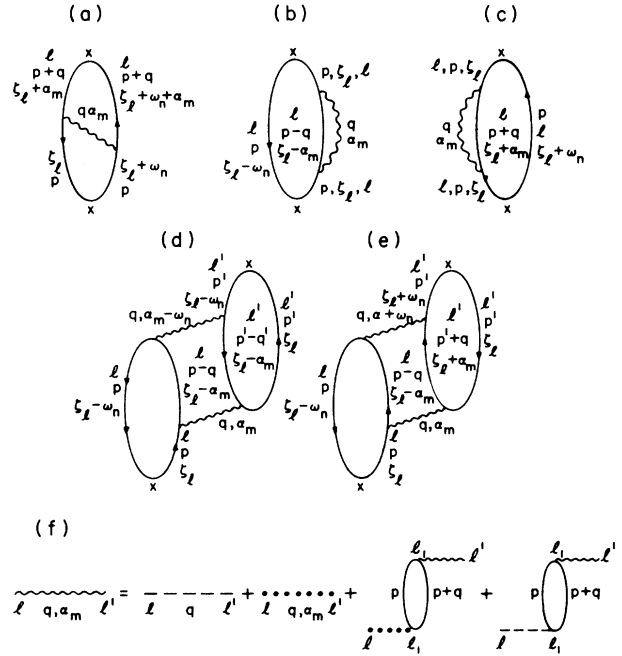 (a)
x
ℓ
p+q
ζℓ+αm
ℓ
p+q
ζℓ+ωn+αm
qαm
ζℓ
p
ζℓ+ωn
p
x
(b)
x
p,ζℓ,ℓ
ℓ
p-q
ζℓ-αm
q
αm
ℓ
p
ζℓ-ωn
p,ζℓ,ℓ
x
(c)
x
ℓ,p,ζℓ
ℓ
p+q
ζℓ+αm
q
αm
p
ℓ
ζℓ+ωn
ℓ,p,ζℓ
x
(d)
x
ℓ'
p'
ζℓ-ωn
q,αm-ωn
ℓ'
p'-q'
ζℓ-αm
ℓ'
p'
ζℓ
ℓ
p-q
ζℓ-αm
ℓ
p
ζℓ-ωn
q,αm
ℓ
p
ζℓ
x
(e)
x
ℓ'
p'
ζℓ+ωn
q,α+ωn
ℓ'
p'+q
ζℓ+αm
ℓ'
p'
ζℓ
ℓ
p-q
ζℓ-αm
ℓ
p
ζℓ-ωn
q,αm
ℓ
p
ζℓ
x
(f)
ℓ q,αm ℓ' = ℓ q ℓ' + ℓ q,αm ℓ' + ℓ ℓ1 p p+q ℓ1 ℓ' + ℓ ℓ1 p p+q ℓ1 ℓ'